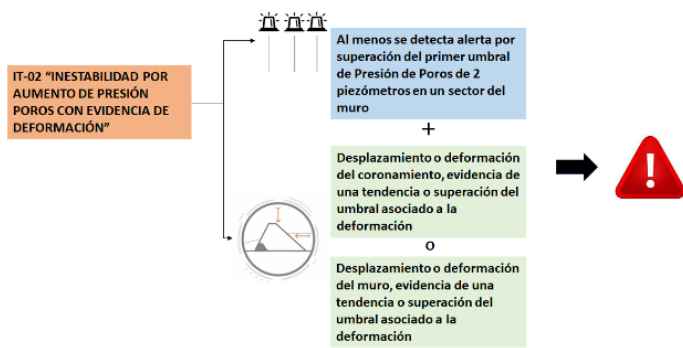 IT-02 “INESTABILIDAD POR
AUMENTO DE PRESIÓN
POROS CON EVIDENCIA DE
DEFORMACIÓN”
Al menos se detecta alerta por
superación del primer umbral
de Presión de Poros de 2
piezómetros en un sector del
muro
+
Desplazamiento o deformación
del coronamiento, evidencia de
una tendencia o superación del
umbral asociado a la
deformación
O
Desplazamiento o deformación
del muro, evidencia de una
tendencia o superación del
umbral asociado a la
deformación
!